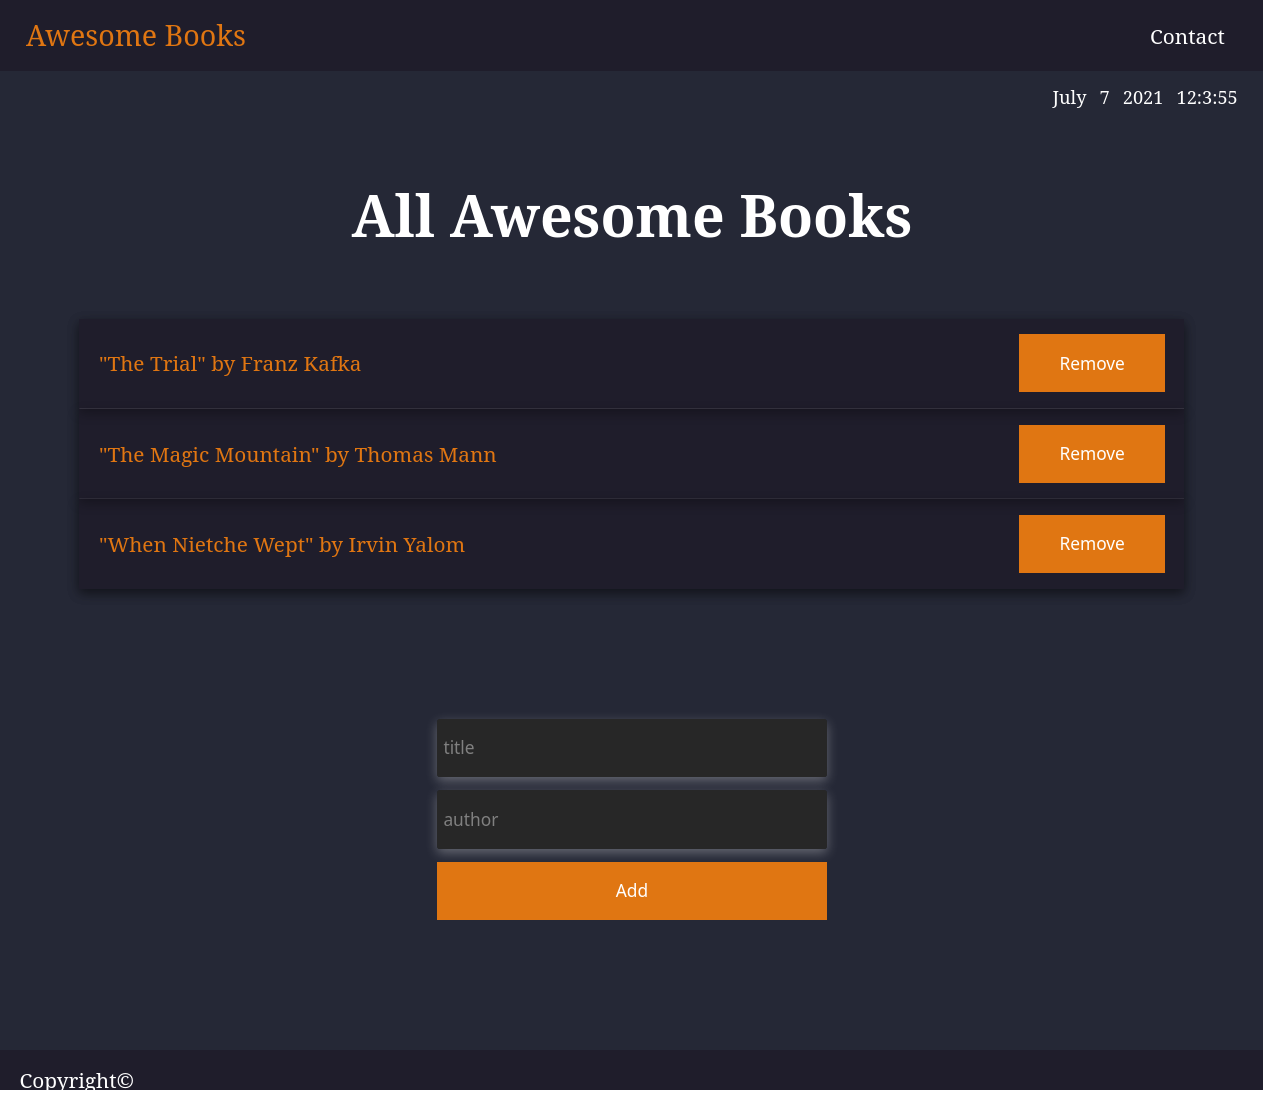 Awesome Books
Contact
July 7 2021 12:3:55
All Awesome Books
"The Trial" by Franz Kafka
Remove
"The Magic Mountain" by Thomas Mann
Remove
"When Nietche Wept" by Irvin Yalom
Remove
title
author
Add
Copyright©